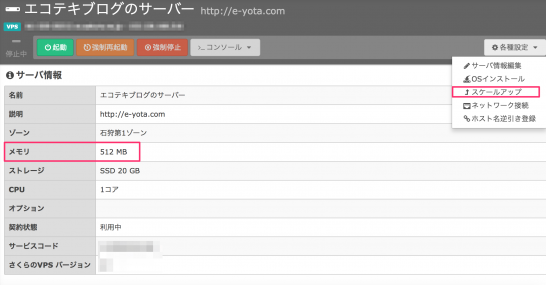 エコテキブログのサーバー http://e-yota.com
VPS
停止中 起動 強制再起動 強制停止 >_コンソール 各種設定
サーバ情報編集
OSインストール
スケールアップ
ネットワーク接続
ホスト名逆引き登録
サーバ情報
名前 エコテキブログのサーバー
説明 http://e-yota.com
ゾーン 石狩第1ゾーン
メモリ 512 MB
ストレージ SSD 20 GB
CPU 1コア
オプション
契約状態 利用中
サービスコード
さくらのVPS バージョン